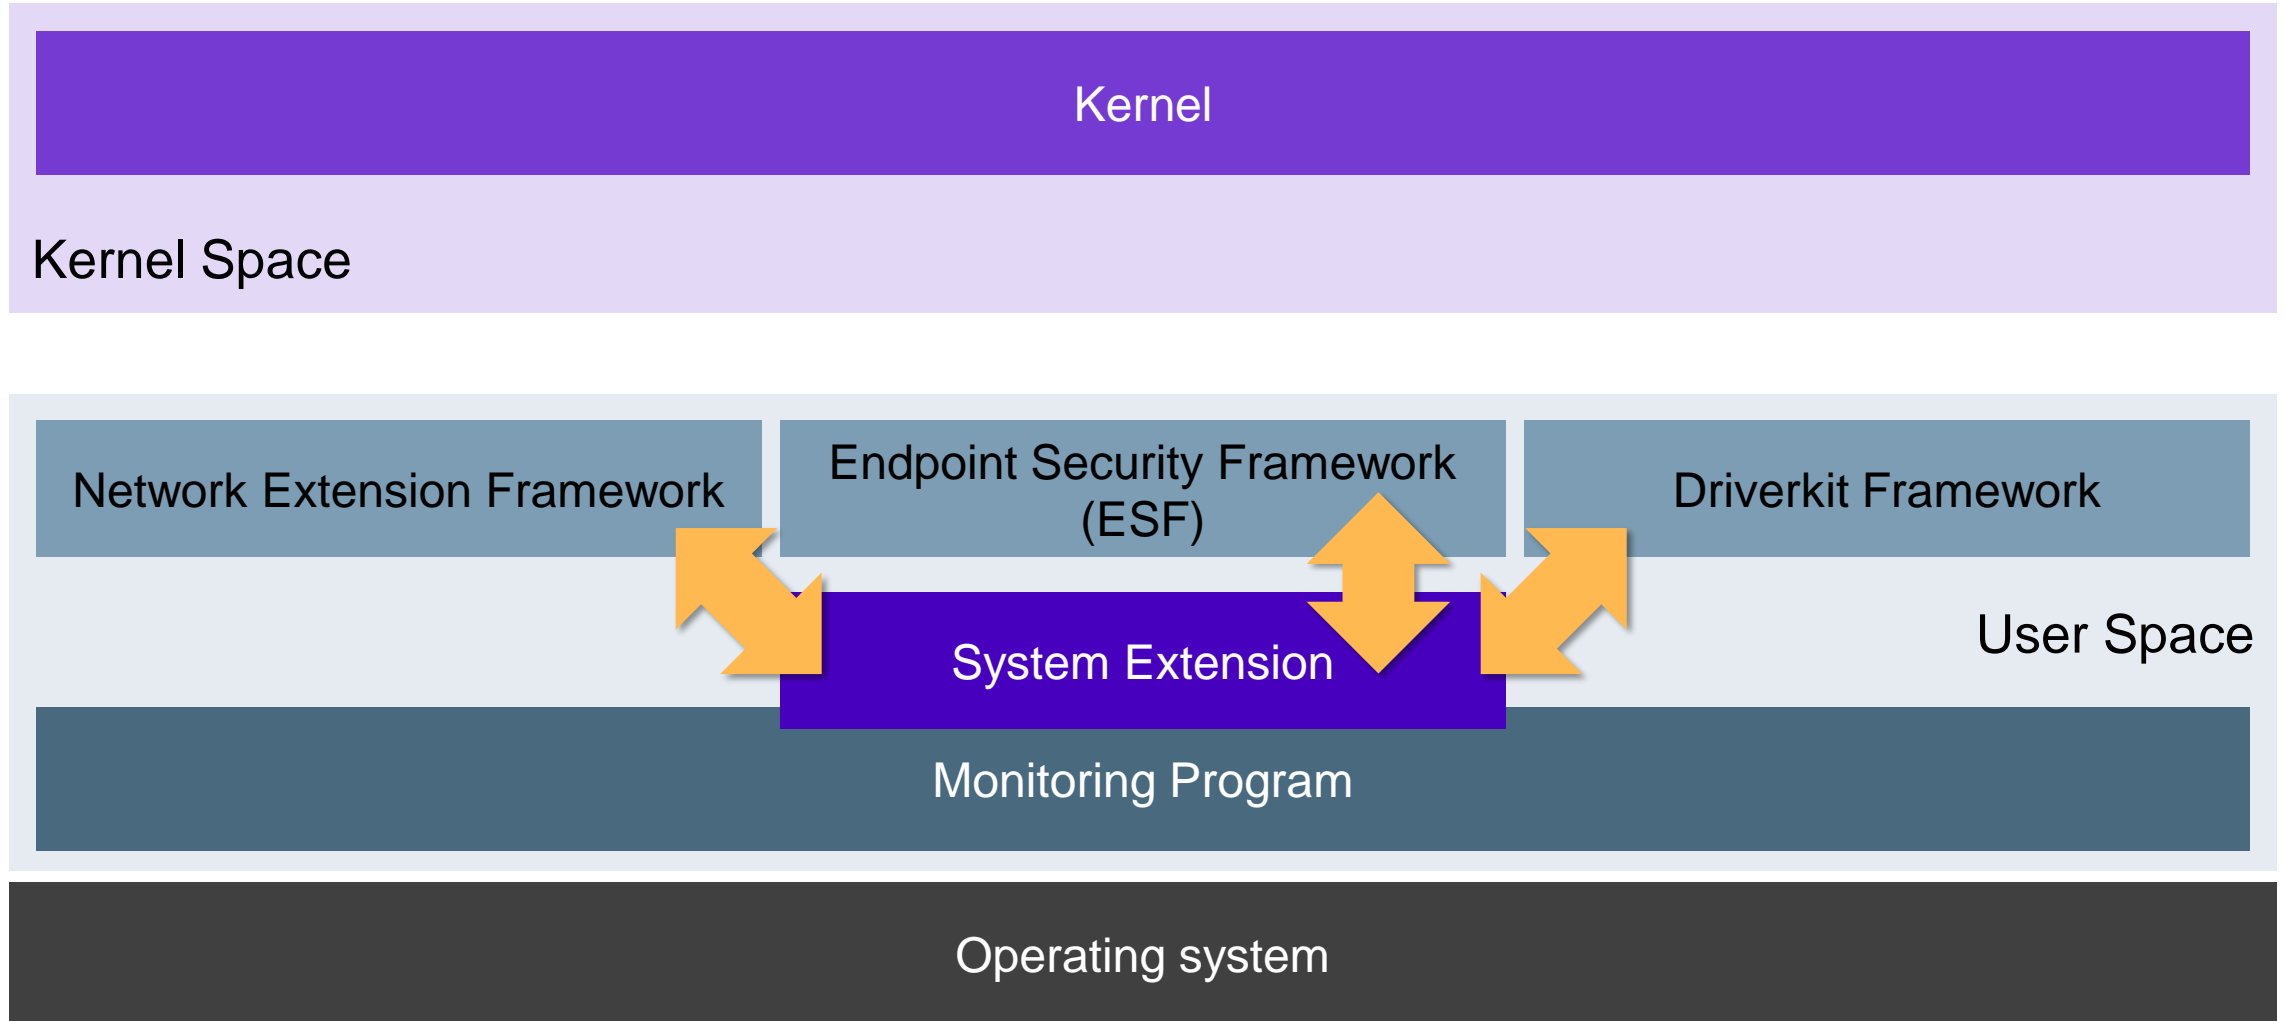 Kernel
Kernel Space
Network Extension Framework
Endpoint Security Framework
(ESF)
Driverkit Framework
User Space
System Extension
Monitoring Program
Operating system